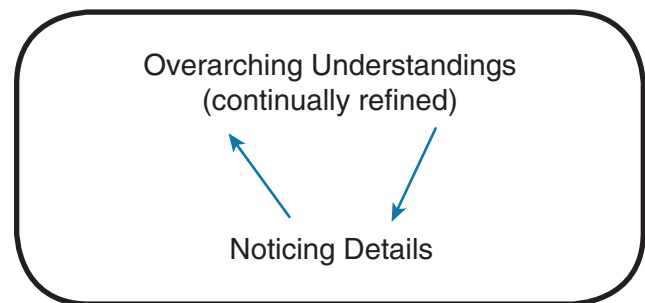 Overarching Understandings
(continually refined)
Noticing Details